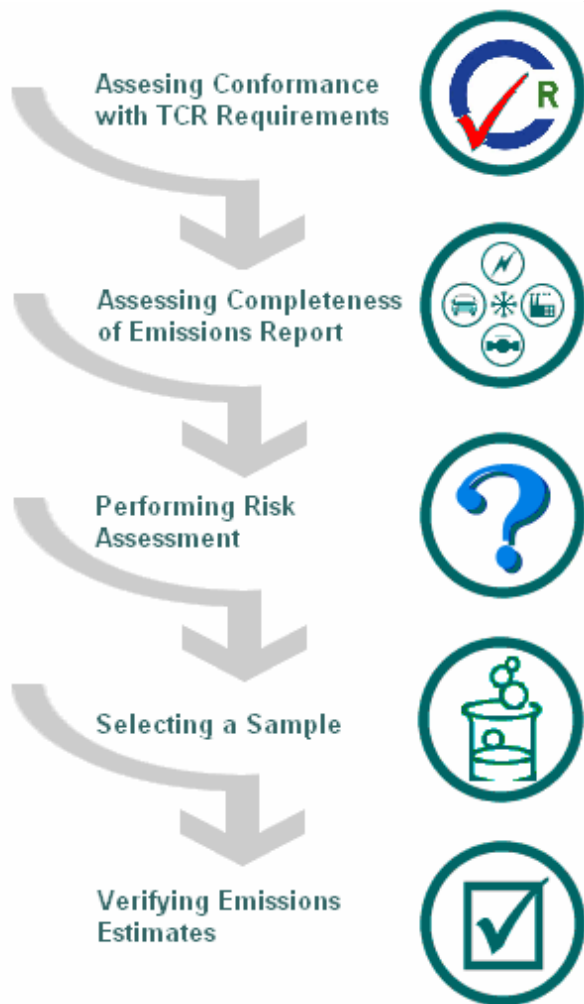 Assesing Conformance
with TCR Requirements
R
Assessing Completeness
of Emissions Report
Performing Risk
Assessment
Selecting a Sample
Verifying Emissions
Estimates